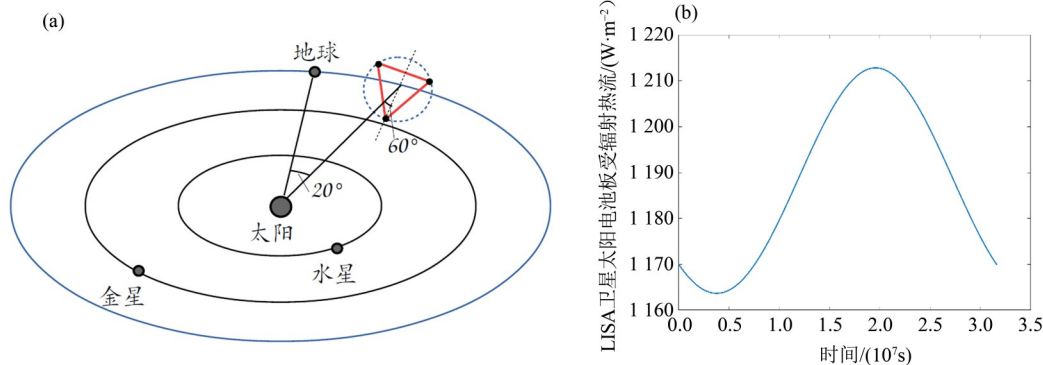 (a)
地球
60°
20°
太阳
水星
金星
(b)
LISA卫星太阳电池板受辐射热流/(W·m⁻²)
1 220
1 210
1 200
1 190
1 180
1 170
1 160
0.0 0.5 1.0 1.5 2.0 2.5 3.0 3.5
时间/(10⁷s)